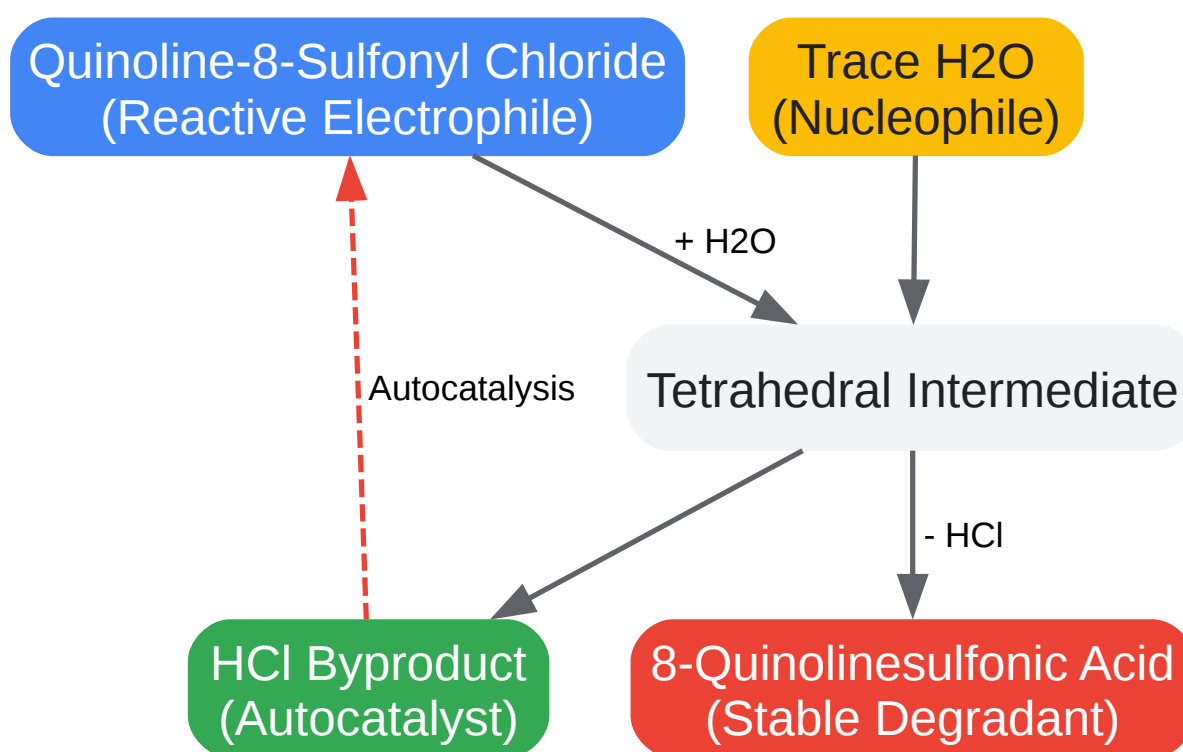 Quinoline-8-Sulfonyl Chloride
(Reactive Electrophile)
Trace H2O
(Nucleophile)
+ H2O
Autocatalysis
Tetrahedral Intermediate
- HCl
HCl Byproduct
(Autocatalyst)
8-Quinolinesulfonic Acid
(Stable Degradant)